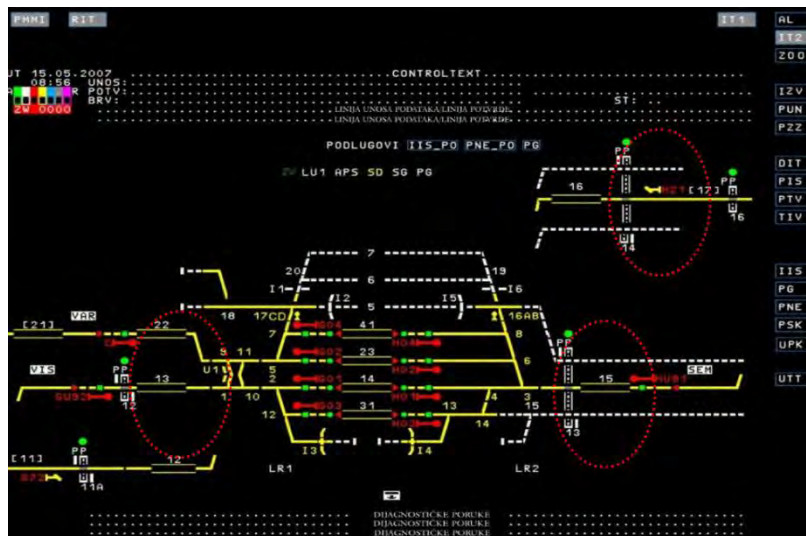 PMMI RIT IT1 AL
IT2
ZOO
UT 15.05.2007 CONTROLTEXT
08:56 UNOS:
R POTV: IZV
BRV: ST:
ZW 0000 LINIJA UNOSA PODATAKA/LINIJA POTVRDE PUN
LINIJA UNOSA PODATAKA/LINIJA POTVRDE PZZ
PODLUGOVI IIS_PO PNE_PO PG
PP
DIT
LU1 APS SD SG PG
PP PIS
16 [17] PTV
TIV
16
14
7
20 19 IIS
6
I1 I6 PG
I2 5 I5 PNE
VAR 18 17CD 16AB PSK
[21] 22 41 UPK
7 8
PP 9 11 23 PP
VIS U1 5 6 SEM
13 2 14 15 UTT
12 1 10 4 3
31
12 13 15
14 13
PP
[11] 12 I3 I4
11A
LR1 LR2
DIJAGNOSTIČKE PORUKE
DIJAGNOSTIČKE PORUKE
DIJAGNOSTIČKE PORUKE